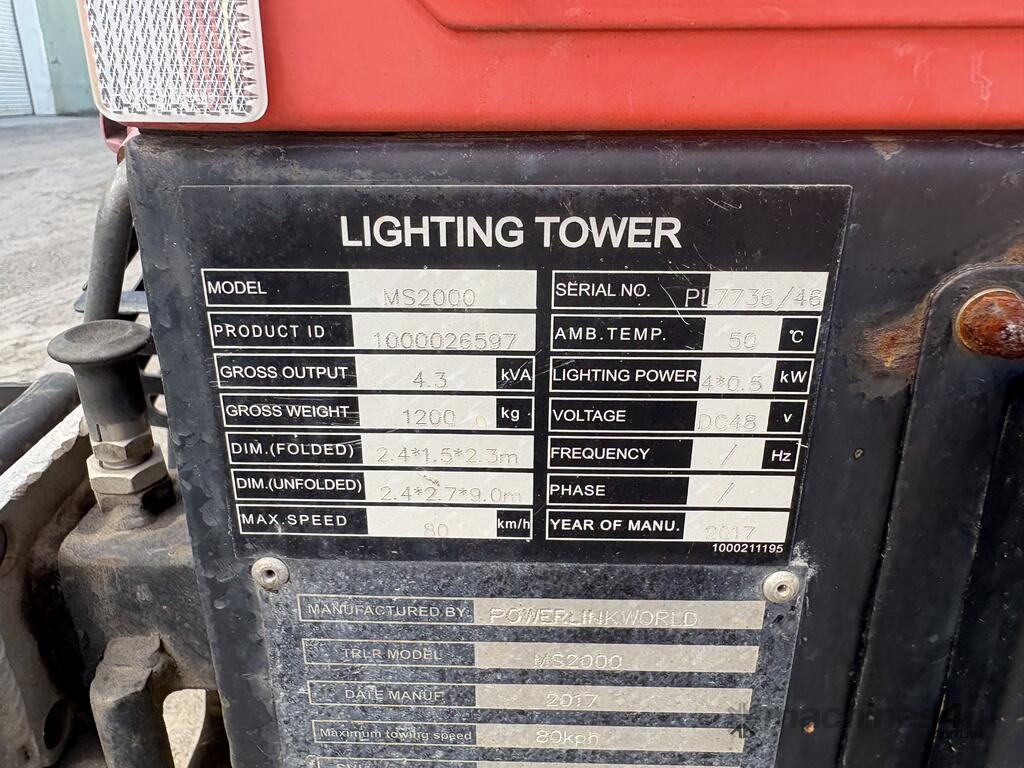 LIGHTING TOWER
MODEL MS2000
PRODUCT ID 1000026597
GROSS OUTPUT 4.3 kVA
GROSS WEIGHT 1200 kg
DIM.(FOLDED) 2.4*1.5*2.3m
DIM.(UNFOLDED) 2.4*2.7*9.0m
MAX.SPEED 80 km/h
SERIAL NO. PL7736/46
AMB.TEMP. 50 ℃
LIGHTING POWER 4*0.5 kW
VOLTAGE DC48 v
FREQUENCY / Hz
PHASE /
YEAR OF MANU. 2017
1000211195
MANUFACTURED BY: POWERLINKWORLD
TRLR MODEL MS2000
DATE MANUF 2017
Maximum towing speed 80kph
machines4u
.com.au